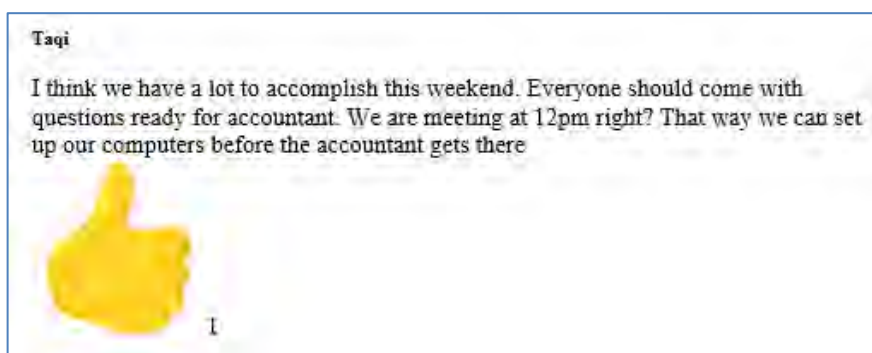 Taqi
I think we have a lot to accomplish this weekend. Everyone should come with
questions ready for accountant. We are meeting at 12pm right? That way we can set
up our computers before the accountant gets there
1